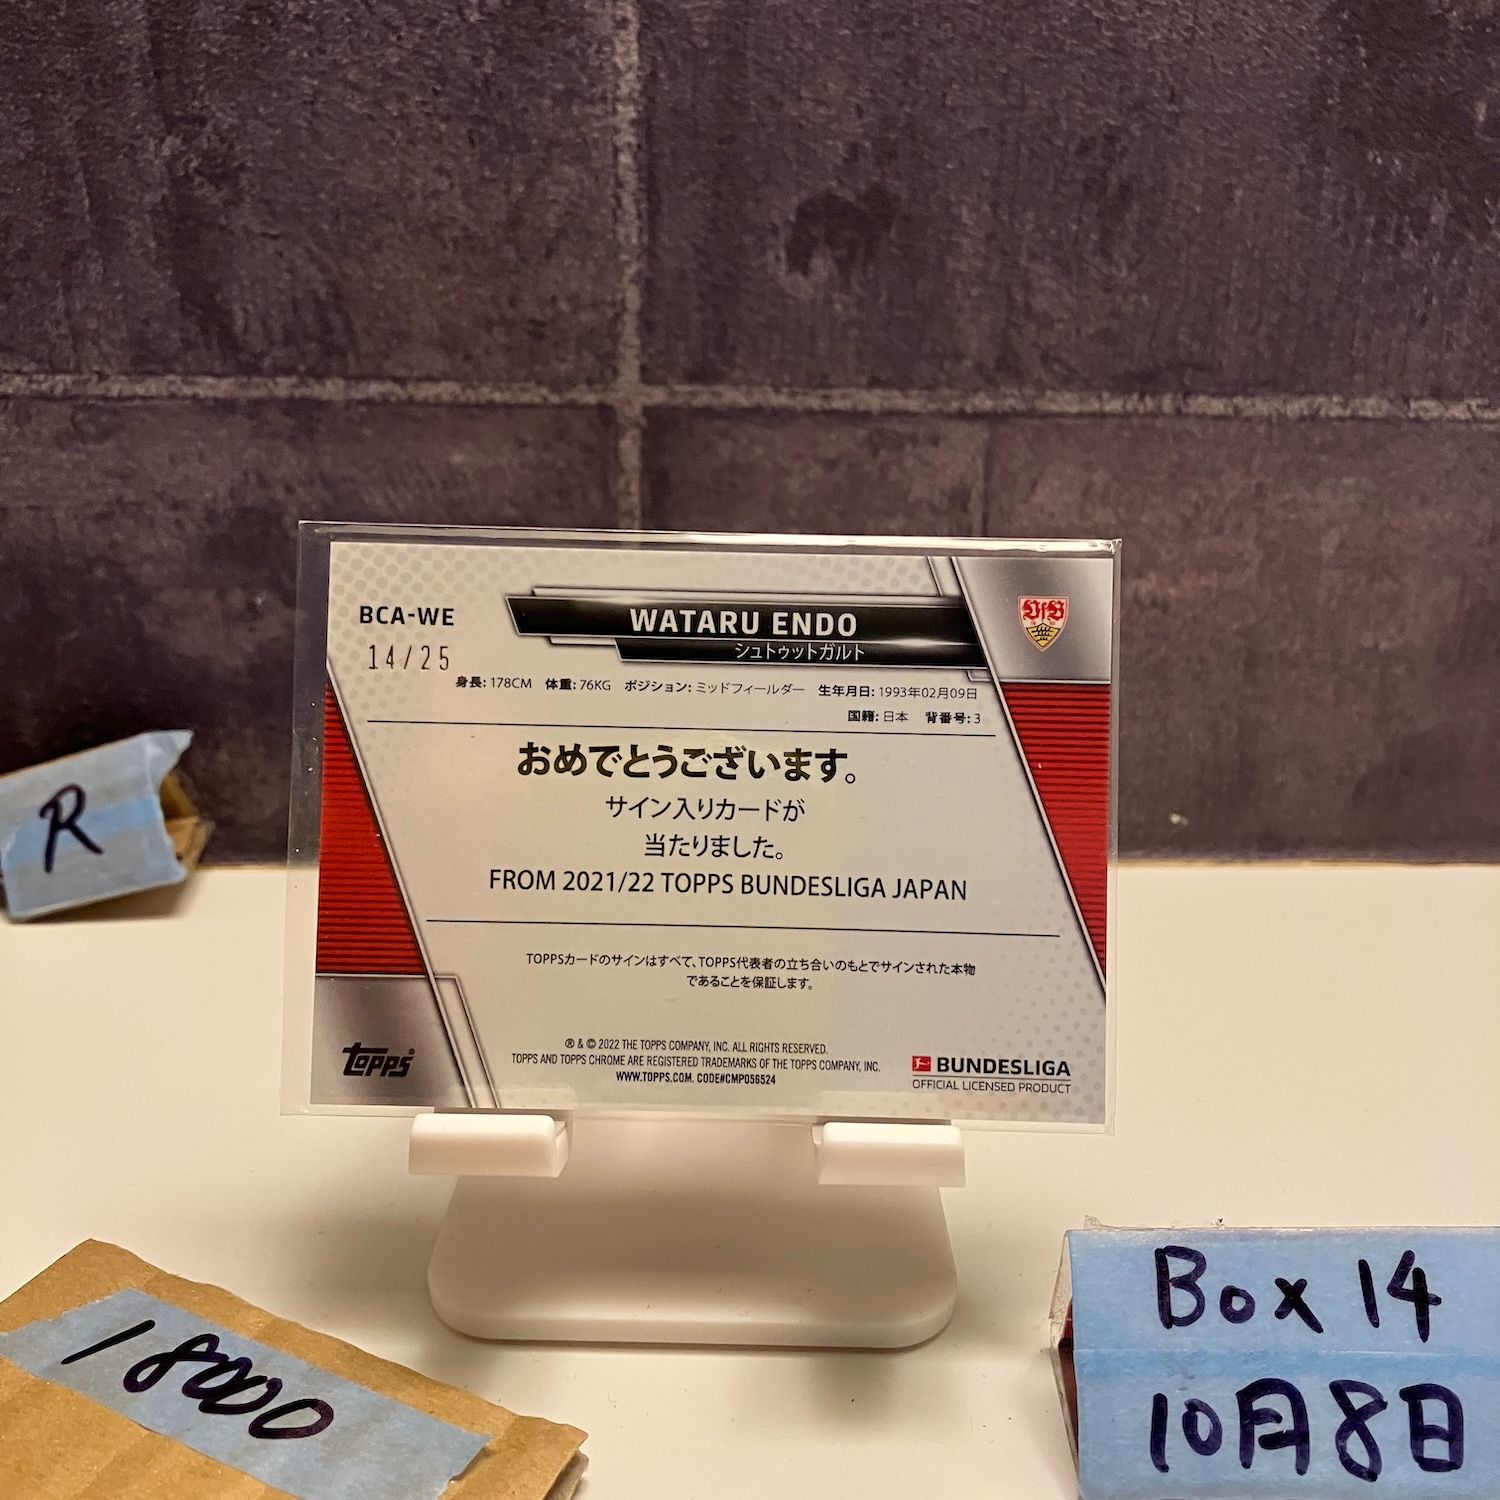 BCA-WE
14/25
WATARU ENDO
シュトゥットガルト
VfB
身長: 178CM 体重: 76KG ポジション: ミッドフィールダー 生年月日: 1993年02月09日
国籍: 日本 背番号: 3
おめでとうございます。
サイン入りカードが
当たりました。
FROM 2021/22 TOPPS BUNDESLIGA JAPAN
TOPPSカードのサインはすべて、TOPPS代表者の立ち合いのもとでサインされた本物
であることを保証します。
® & © 2022 THE TOPPS COMPANY, INC. ALL RIGHTS RESERVED.
TOPPS AND TOPPS CHROME ARE REGISTERED TRADEMARKS OF THE TOPPS COMPANY, INC.
WWW.TOPPS.COM. CODE#CMP056524
topps®
BUNDESLIGA
OFFICIAL LICENSED PRODUCT
R
18000
Box 14
10月8日